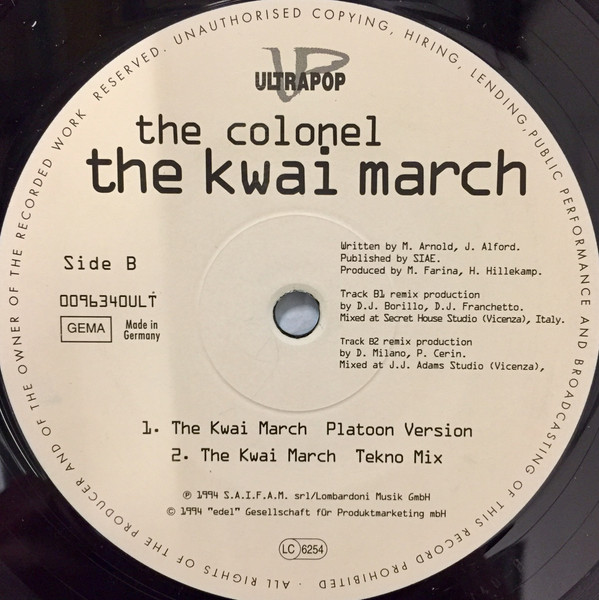 ALL RIGHTS OF THE PRODUCER AND OF THE OWNER OF THE RECORDED WORK RESERVED. UNAUTHORISED COPYING, HIRING, LENDING, PUBLIC PERFORMANCE AND BROADCASTING OF THIS RECORD PROHIBITED ·
UP
ULTRAPOP
the colonel
the kwai march
Side B
0096340ULT
GEMA
Made in
Germany
Written by M. Arnold, J. Alford.
Published by SIAE.
Produced by M. Farina, H. Hillekamp.
Track B1 remix production
by D.J. Borillo, D.J. Franchetto.
Mixed at Secret House Studio (Vicenza), Italy.
Track B2 remix production
by D. Milano, P. Cerin.
Mixed at J.J. Adams Studio (Vicenza),
1. The Kwai March Platoon Version
2. The Kwai March Tekno Mix
℗ 1994 S.A.I.F.A.M. srl/Lombardoni Musik GmbH
© 1994 "edel" Gesellschaft für Produktmarketing mbH
LC 6254